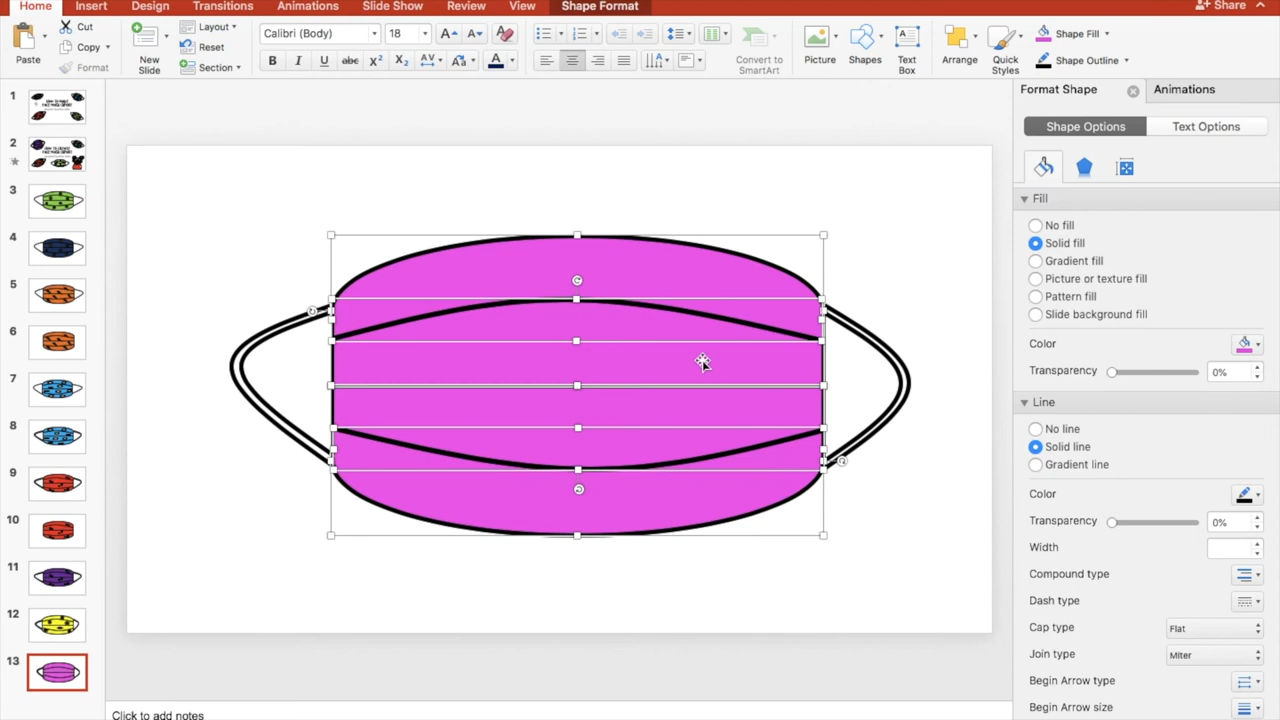 Home Insert Design Transitions Animations Slide Show Review View Shape Format Share
Paste Cut Copy Format New Slide Layout Reset Section Calibri (Body) 18 Convert to SmartArt Picture Shapes Text Box Arrange Quick Styles Shape Fill Shape Outline
B I U abc X² X₂ AV Aa A
Format Shape Animations
Shape Options Text Options
Fill
No fill
Solid fill
Gradient fill
Picture or texture fill
Pattern fill
Slide background fill
Color
Transparency 0%
Line
No line
Solid line
Gradient line
Color
Transparency 0%
Width
Compound type
Dash type
Cap type Flat
Join type Miter
Begin Arrow type
Begin Arrow size
1
2
3
4
5
6
7
8
9
10
11
12
13
Click to add notes